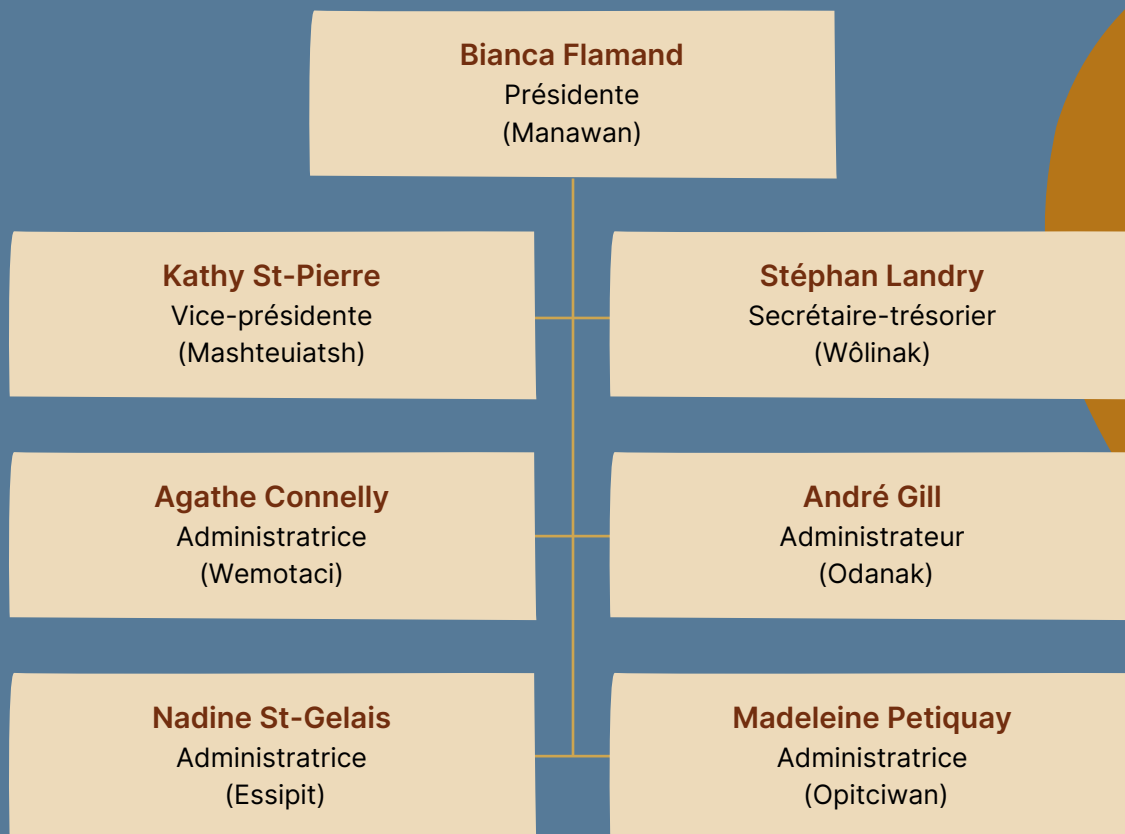 Bianca Flamand
Présidente
(Manawan)
Kathy St-Pierre
Vice-présidente
(Mashteuiatsh)
Stéphan Landry
Secrétaire-trésorier
(Wôlinak)
Agathe Connelly
Administratrice
(Wemotaci)
André Gill
Administrateur
(Odanak)
Nadine St-Gelais
Administratrice
(Essipit)
Madeleine Petiquay
Administratrice
(Opitciwan)